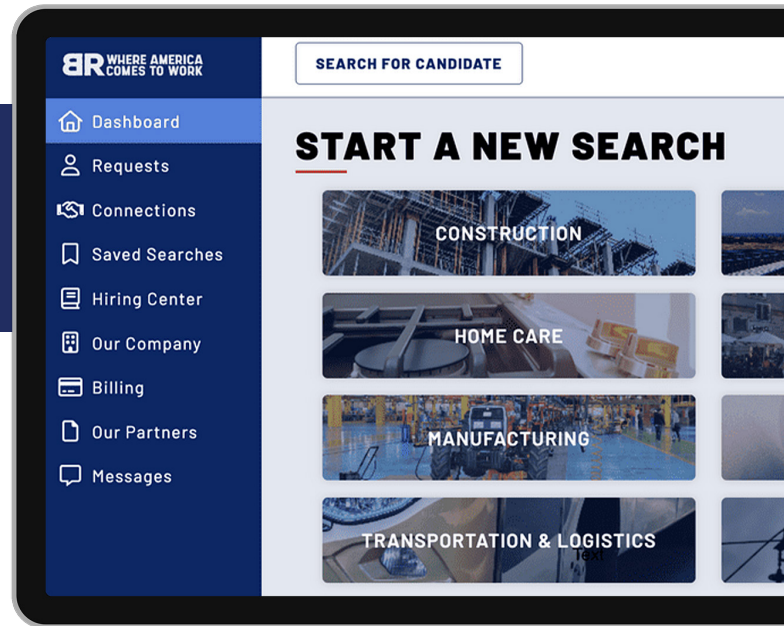 BR WHERE AMERICA
COMES TO WORK
SEARCH FOR CANDIDATE
Dashboard
Requests
Connections
Saved Searches
Hiring Center
Our Company
Billing
Our Partners
Messages
START A NEW SEARCH
CONSTRUCTION
HOME CARE
MANUFACTURING
TRANSPORTATION & LOGISTICS
Text